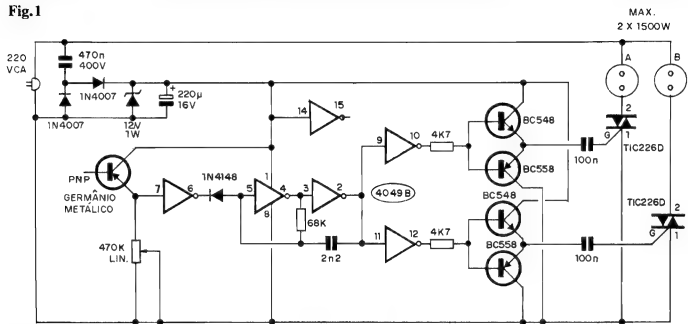 Fig.1
MAX.
2 X 1500W
220
VCA
470n
400V
A
B
1N4007
+
220µ
16V
1N4007
12V
1W
14
15
2
G
1
TIC226D
BC548
9
10
4K7
BC558
100n
PNP
GERMÂNIO
METÁLICO
1N4148
1
7
6
5
4
3
2
8
4049B
TIC226D
2
G
1
BC548
68K
BC558
470K
LIN.
2n2
11
12
4K7
100n